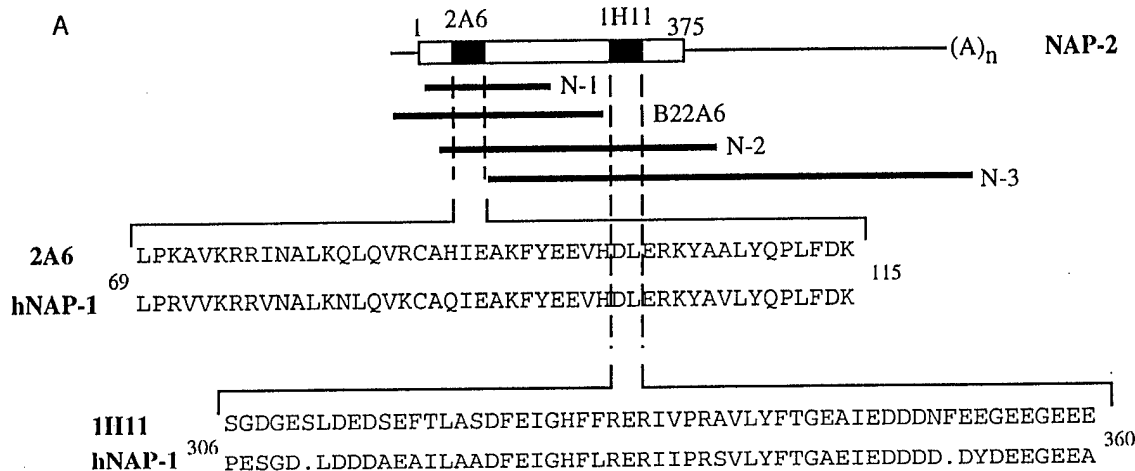 A
1 2A6 1H11 375
(A)n NAP-2
N-1
B22A6
N-2
N-3
2A6 LPKAVKRRINALKQLQVRCAHIEAKFYEEVHDLERKYAALYQPLFDK
69 115
hNAP-1 LPRVVKRRVNALKNLQVKCAQIEAKFYEEVHDLERKYAVLYQPLFDK
1H11 SGDGESLDEDSEFTLASDFEIGHFFRERIVPRAVLYFTGEAIEDDDNFEEGEEGEEE
306 360
hNAP-1 PESGD.LDDDAEAILAADFEIGHFLRERIIPRSVLYFTGAEIEDDDD.DYDEEGEEA